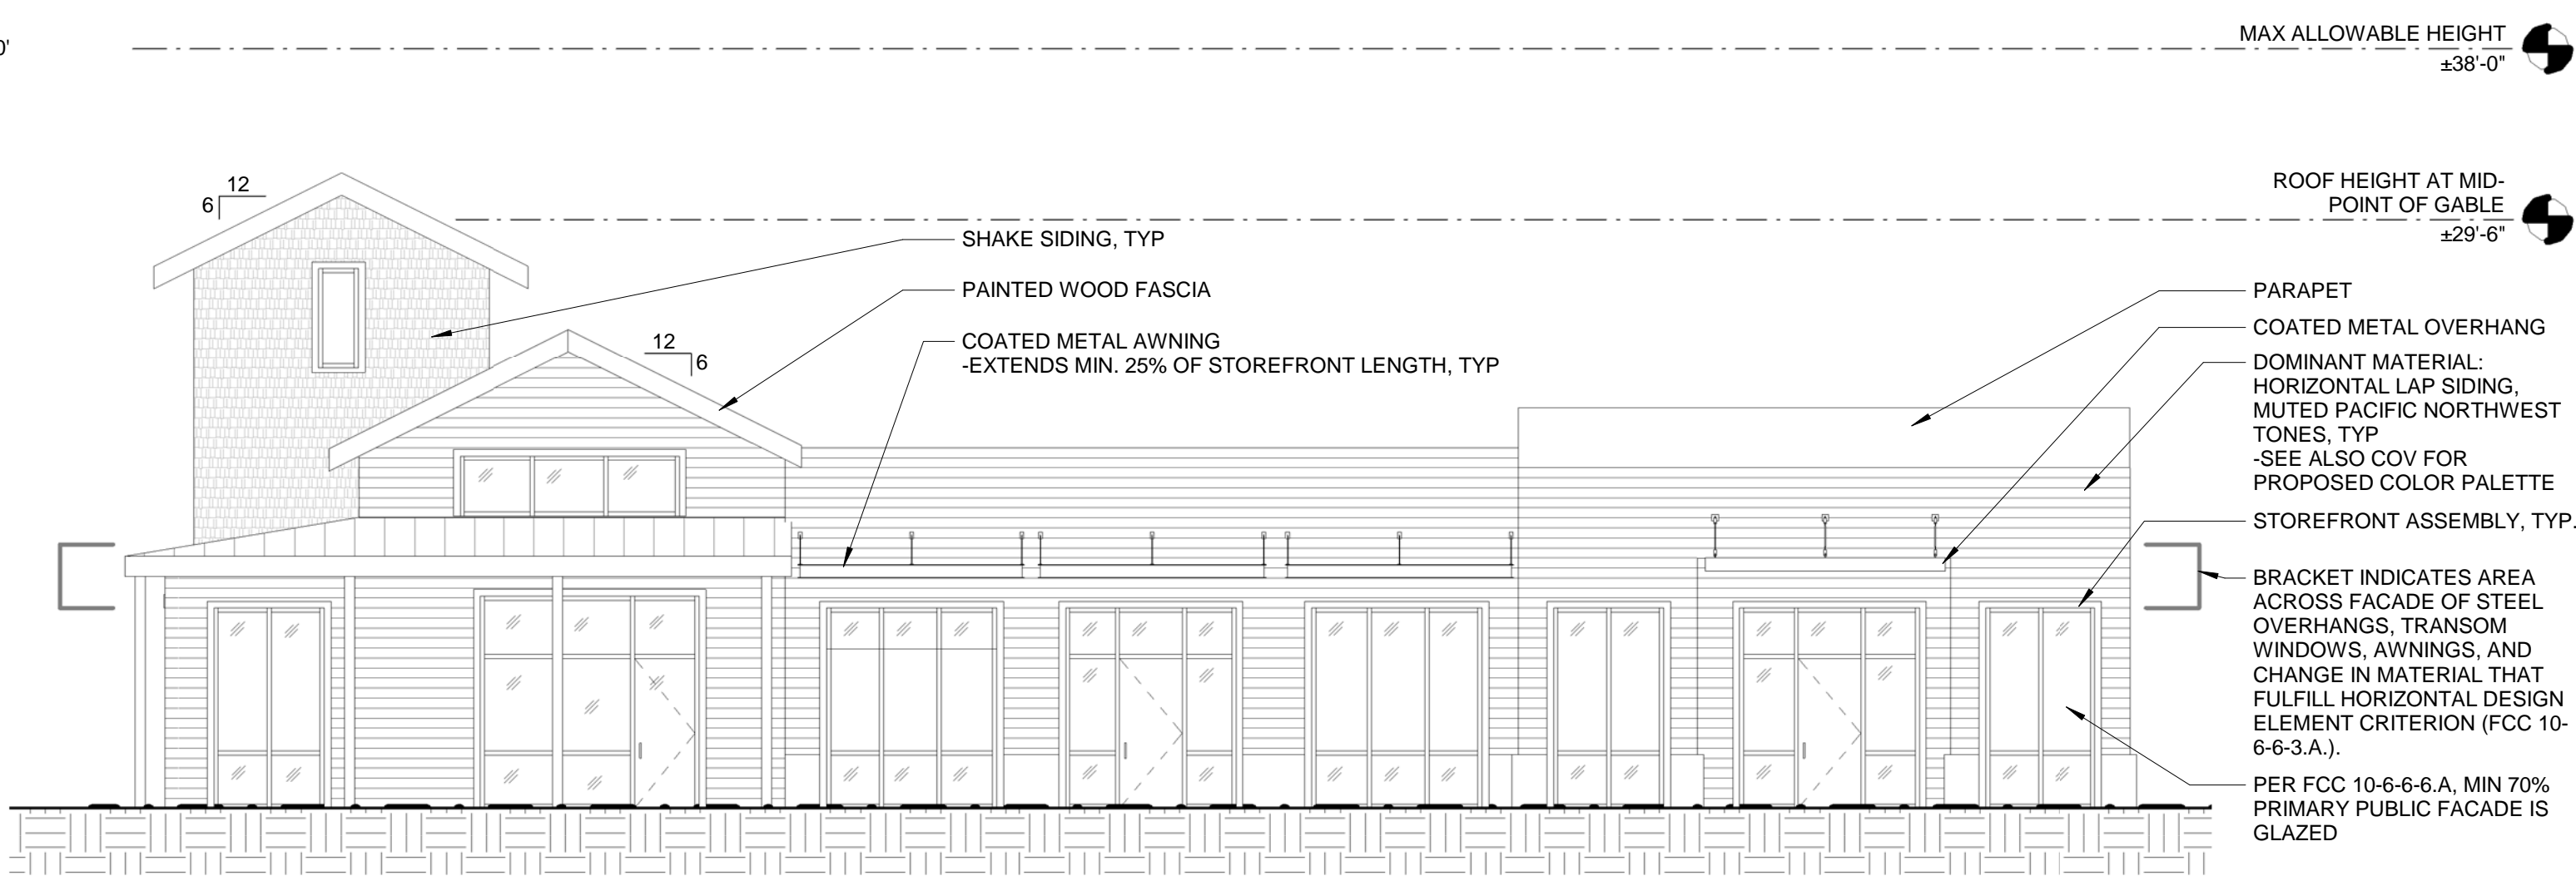 0'
MAX ALLOWABLE HEIGHT
±38'-0"
12
6
ROOF HEIGHT AT MID-
POINT OF GABLE
±29'-6"
SHAKE SIDING, TYP
PAINTED WOOD FASCIA
12
6
COATED METAL AWNING
-EXTENDS MIN. 25% OF STOREFRONT LENGTH, TYP
PARAPET
COATED METAL OVERHANG
DOMINANT MATERIAL:
HORIZONTAL LAP SIDING,
MUTED PACIFIC NORTHWEST
TONES, TYP
-SEE ALSO COV FOR
PROPOSED COLOR PALETTE
STOREFRONT ASSEMBLY, TYP.
BRACKET INDICATES AREA
ACROSS FACADE OF STEEL
OVERHANGS, TRANSOM
WINDOWS, AWNINGS, AND
CHANGE IN MATERIAL THAT
FULFILL HORIZONTAL DESIGN
ELEMENT CRITERION (FCC 10-
6-6-3.A.).
PER FCC 10-6-6-6.A, MIN 70%
PRIMARY PUBLIC FACADE IS
GLAZED